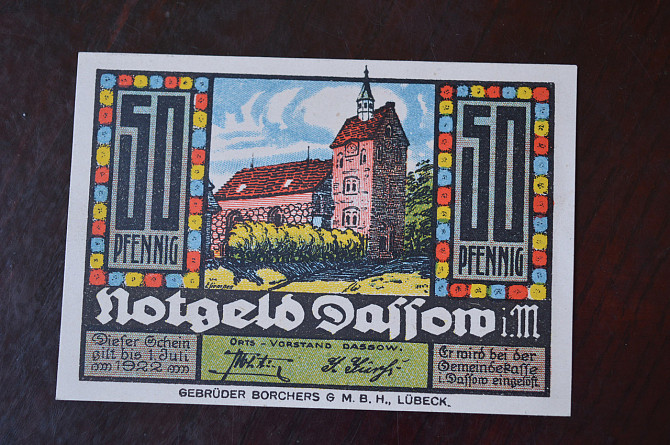 50
PFENNIG
50
PFENNIG
Notgeld Dassow i.M
Dieser Schein
gilt bis 1. Juli
1922
ORTS-VORSTAND DASSOW.
Er wird bei der
Gemeindekasse
i. Dassow eingelöst
GEBRÜDER BORCHERS G M. B. H., LÜBECK.